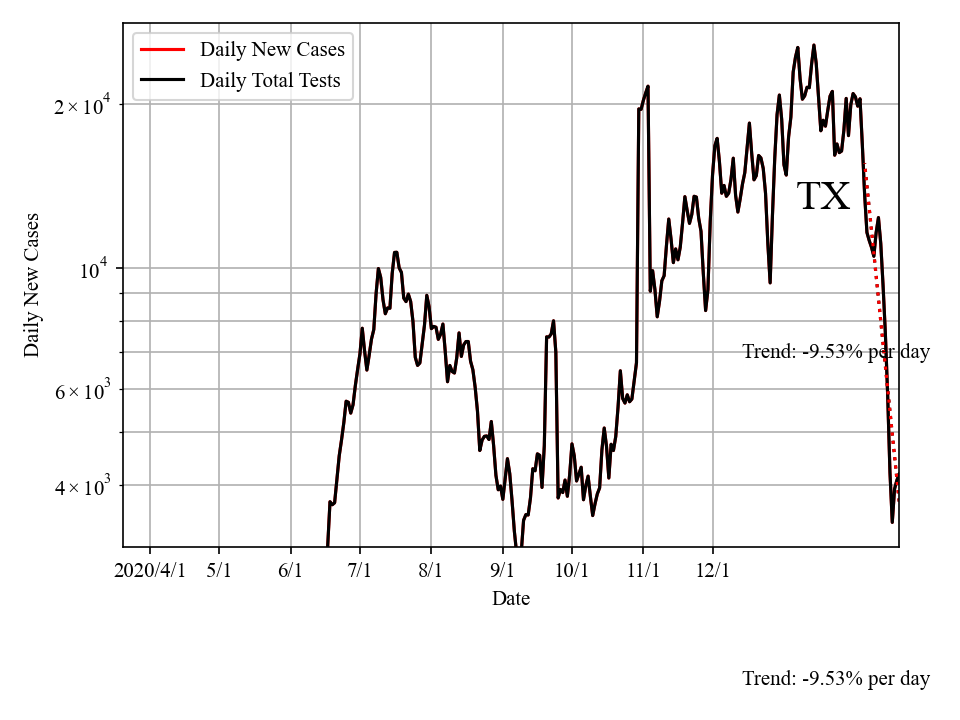 Daily New Cases
Daily Total Tests
2×10⁴
TX
10⁴
Daily New Cases
Trend: -9.53% per day
6×10³
4×10³
2020/4/1 5/1 6/1 7/1 8/1 9/1 10/1 11/1 12/1
Date
Trend: -9.53% per day